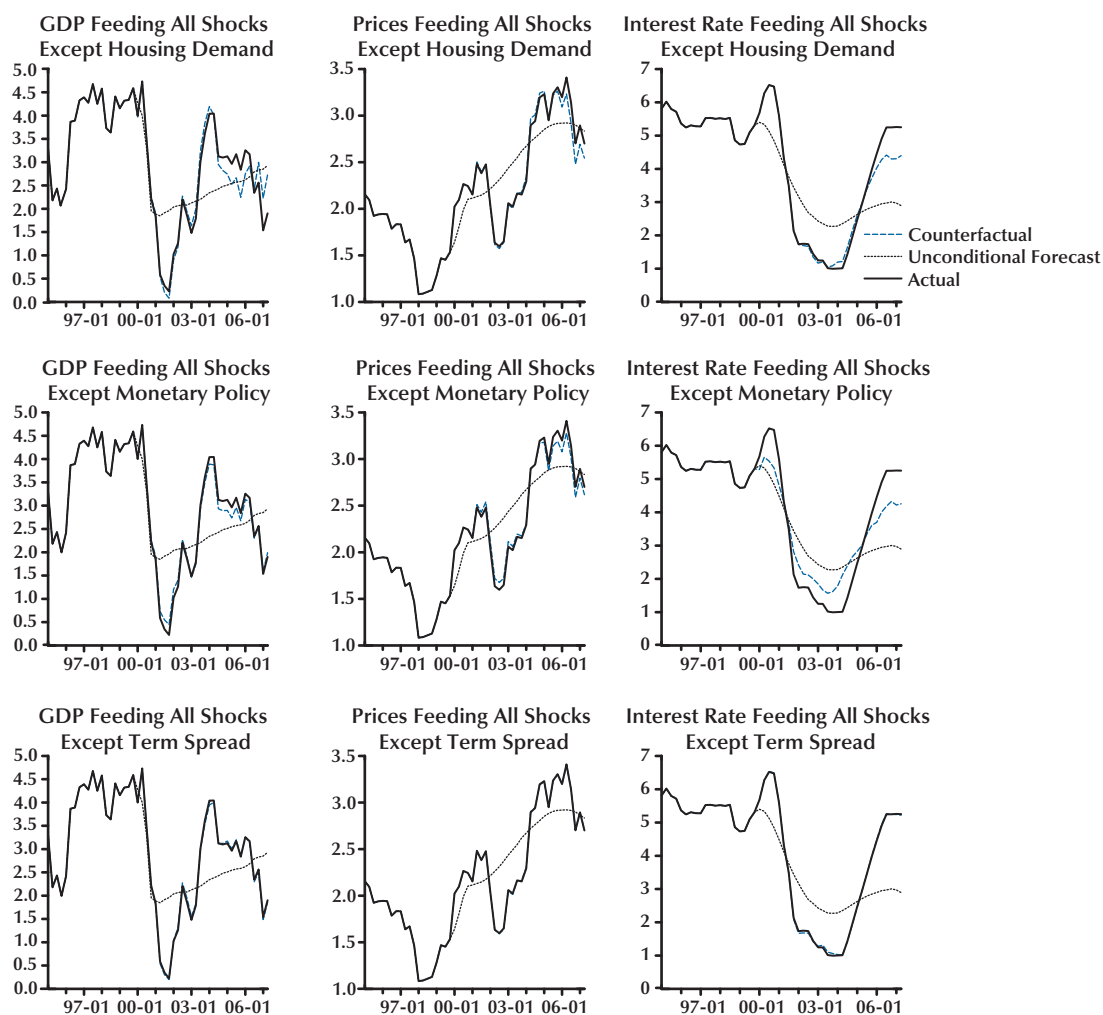 GDP Feeding All Shocks
Except Housing Demand
5.0
4.5
4.0
3.5
3.0
2.5
2.0
1.5
1.0
0.5
0.0
97-01 00-01 03-01 06-01
Prices Feeding All Shocks
Except Housing Demand
3.5
3.0
2.5
2.0
1.5
1.0
97-01 00-01 03-01 06-01
Interest Rate Feeding All Shocks
Except Housing Demand
7
6
5
4
3
2
1
0
97-01 00-01 03-01 06-01
Counterfactual
Unconditional Forecast
Actual
GDP Feeding All Shocks
Except Monetary Policy
5.0
4.5
4.0
3.5
3.0
2.5
2.0
1.5
1.0
0.5
0.0
97-01 00-01 03-01 06-01
Prices Feeding All Shocks
Except Monetary Policy
3.5
3.0
2.5
2.0
1.5
1.0
97-01 00-01 03-01 06-01
Interest Rate Feeding All Shocks
Except Monetary Policy
7
6
5
4
3
2
1
0
97-01 00-01 03-01 06-01
GDP Feeding All Shocks
Except Term Spread
5.0
4.5
4.0
3.5
3.0
2.5
2.0
1.5
1.0
0.5
0.0
97-01 00-01 03-01 06-01
Prices Feeding All Shocks
Except Term Spread
3.5
3.0
2.5
2.0
1.5
1.0
97-01 00-01 03-01 06-01
Interest Rate Feeding All Shocks
Except Term Spread
7
6
5
4
3
2
1
0
97-01 00-01 03-01 06-01